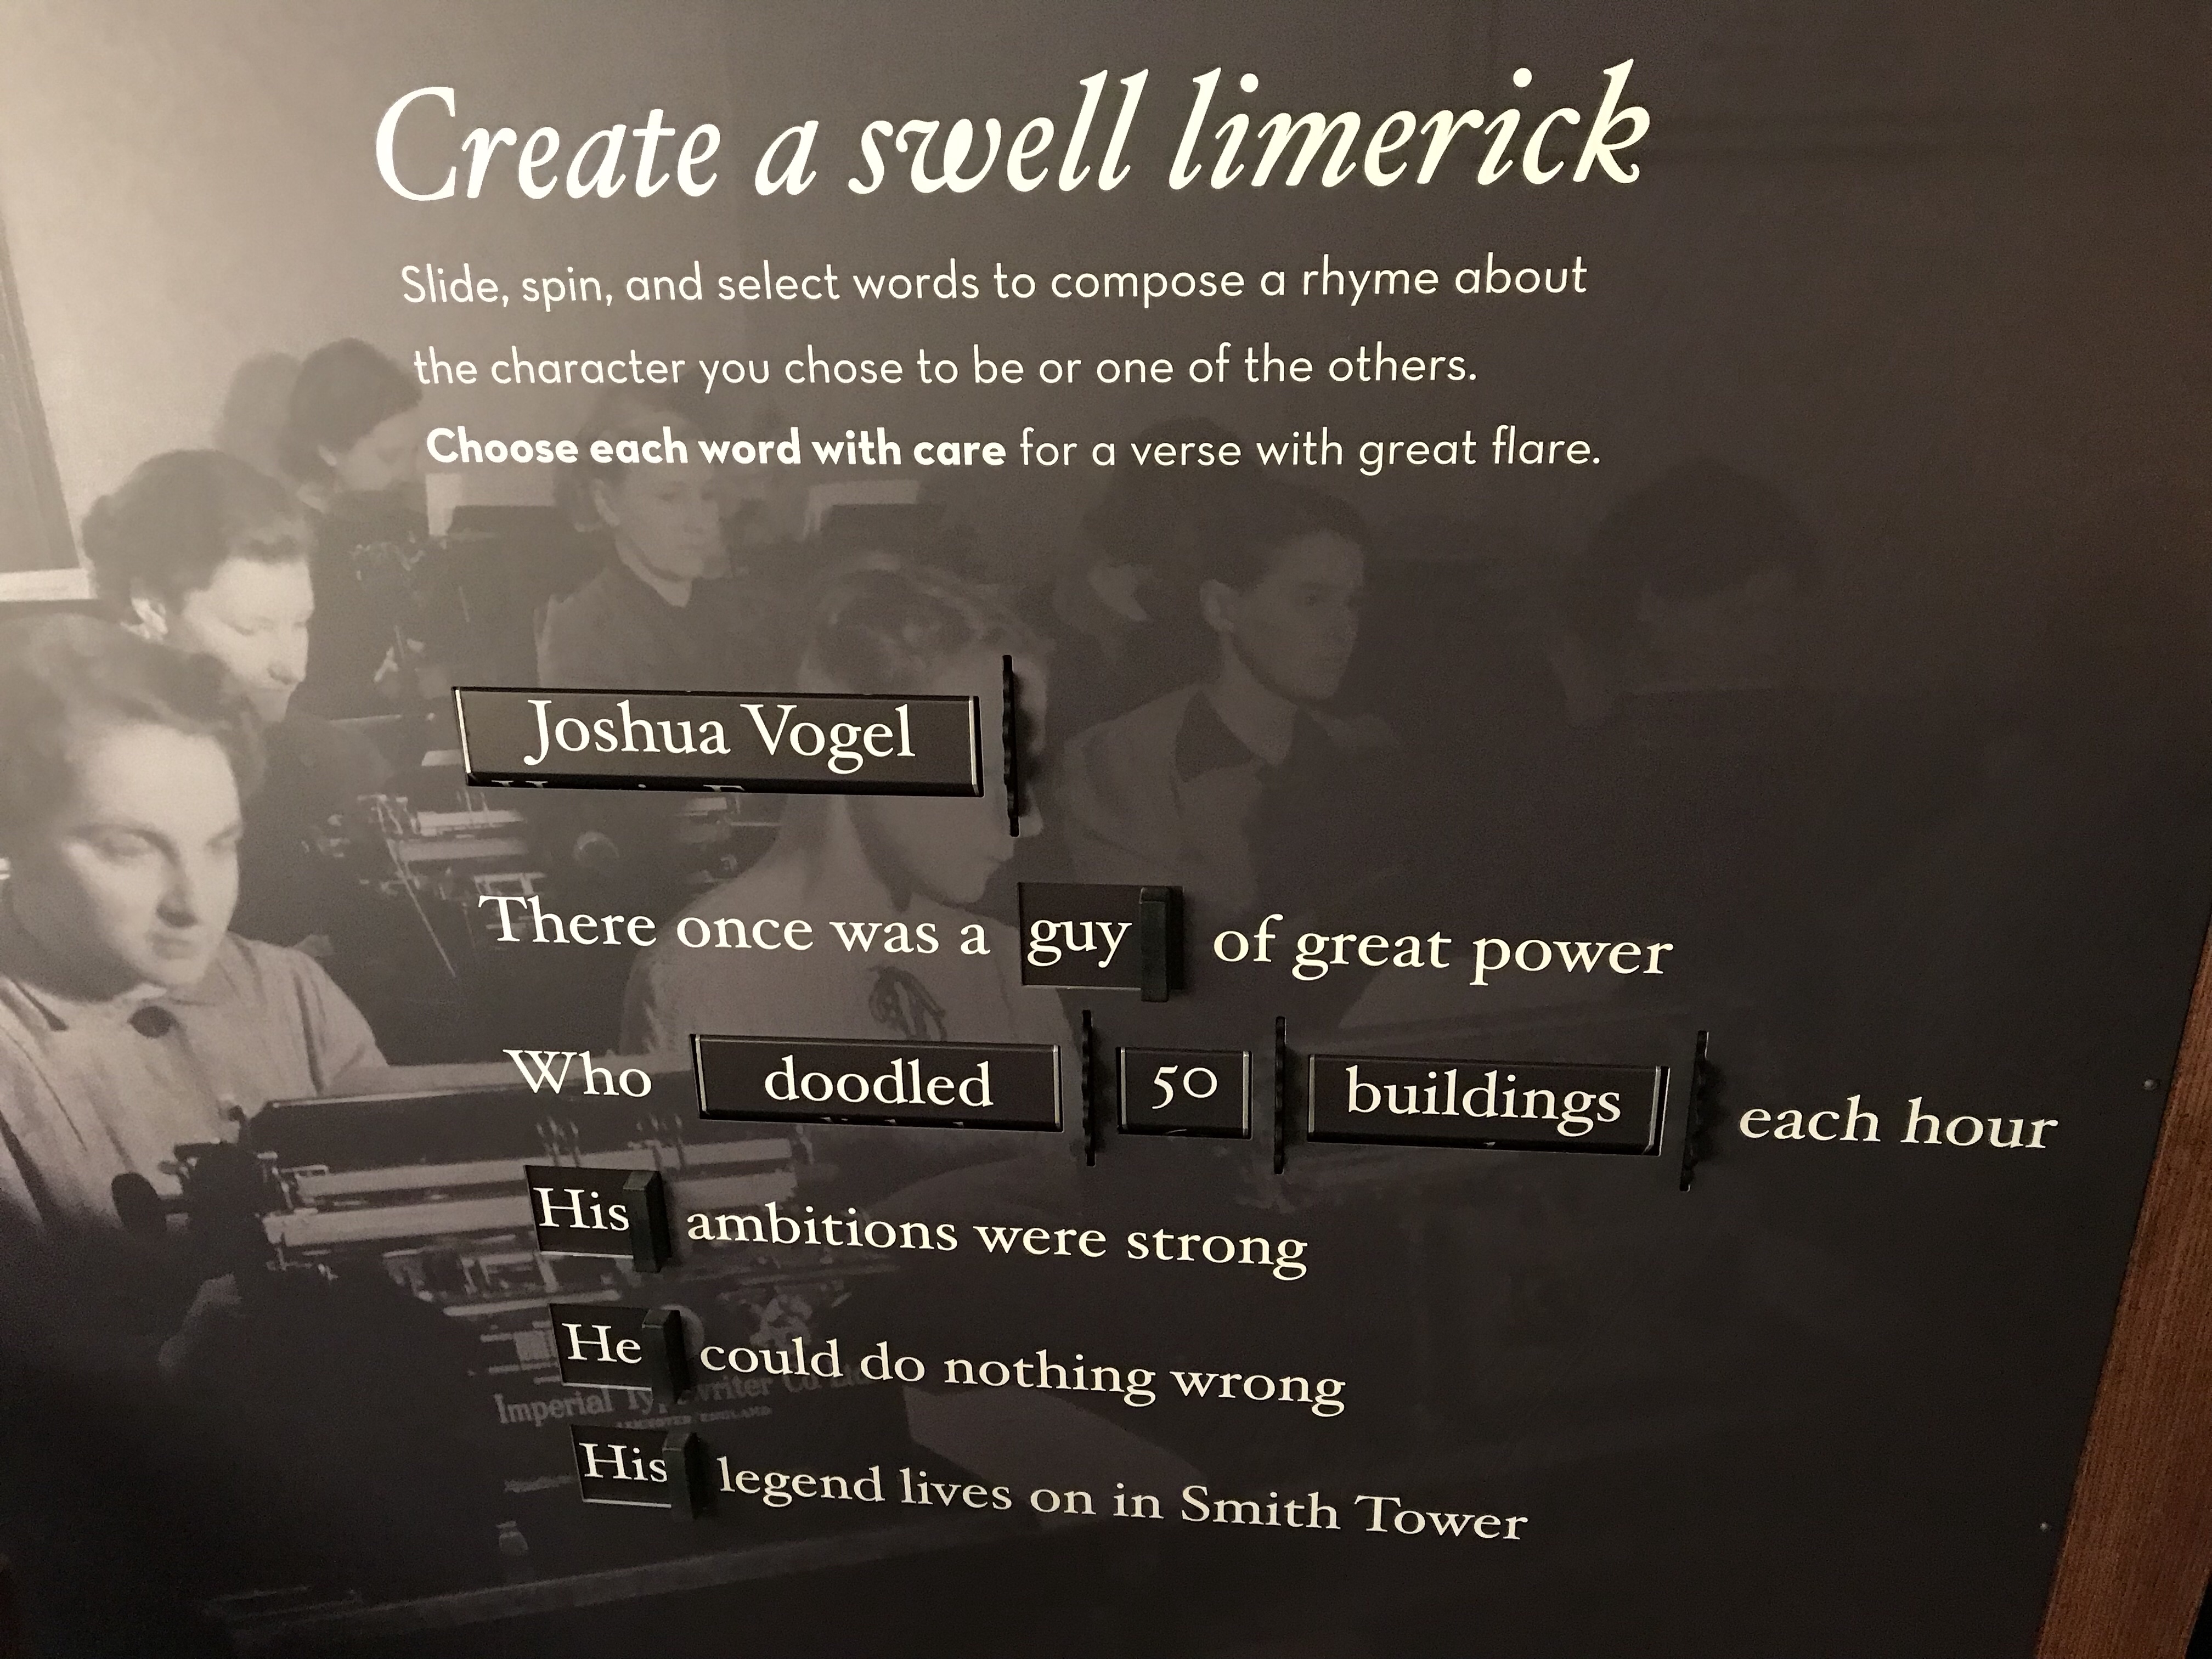 Create a swell limerick
Slide, spin, and select words to compose a rhyme about
the character you chose to be or one of the others.
Choose each word with care for a verse with great flare.
Joshua Vogel
There once was a guy of great power
Who doodled 50 buildings each hour
His ambitions were strong
He could do nothing wrong
Imperial Typewriter Co
His legend lives on in Smith Tower